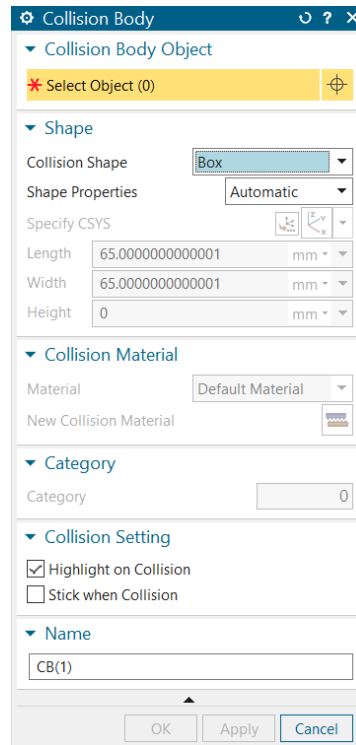 Collision Body
Collision Body Object
* Select Object (0)
Shape
Collision Shape Box
Shape Properties Automatic
Specify CSYS
Length 65.0000000000001 mm
Width 65.0000000000001 mm
Height 0 mm
Collision Material
Material Default Material
New Collision Material
Category
Category 0
Collision Setting
Highlight on Collision
Stick when Collision
Name
CB(1)
OK Apply Cancel